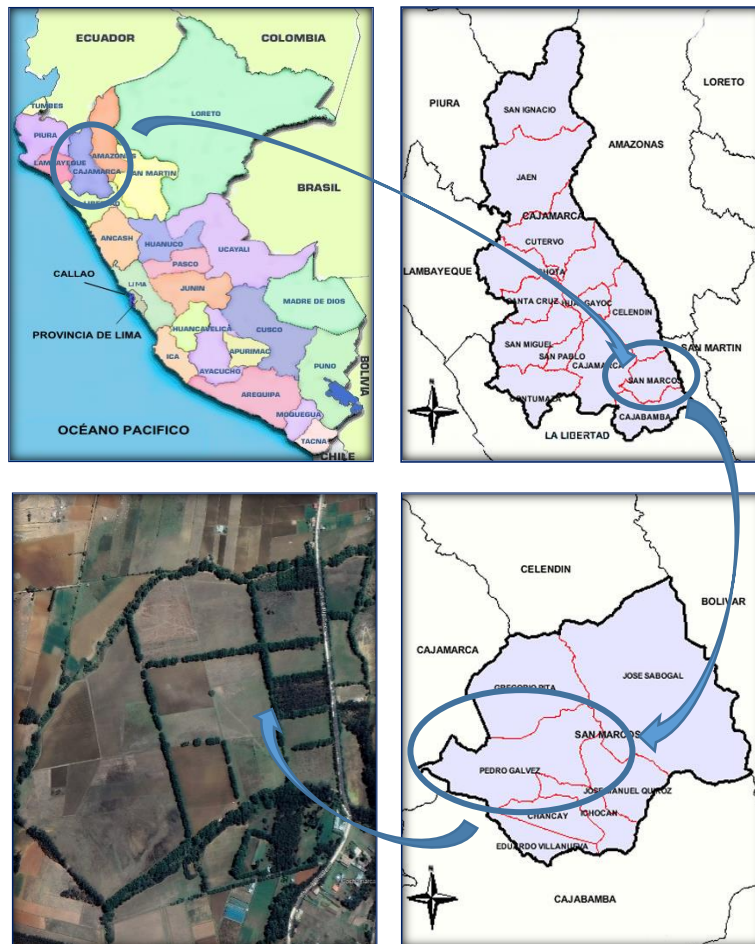 ECUADOR
COLOMBIA
TUMBES
PIURA
LORETO
LAMBAYEQUE
AMAZONAS
CAJAMARCA
SAN MARTIN
BRASIL
ANCASH
HUANUCO
UCAYALI
PASCO
CALLAO
LIMA
JUNIN
MADRE DE DIOS
PROVINCIA DE LIMA
HUANCAVELICA
CUSCO
ICA
APURIMAC
AYACUCHO
PUNO
BOLIVIA
AREQUIPA
MOQUEGUA
OCÉANO PACIFICO
TACNA
CHILE
PIURA
SAN IGNACIO
LORETO
AMAZONAS
JAEN
CAJAMARCA
CUTERVO
LAMBAYEQUE
CHOTA
SANTA CRUZ
HUALGAYOC
CELENDIN
SAN MIGUEL
SAN PABLO
CAJAMARCA
SAN MARTIN
SAN MARCOS
CONTUMAZA
CAJABAMBA
LA LIBERTAD
N
CELENDIN
BOLIVAR
CAJAMARCA
JOSE SABOGAL
GREGORIO PITA
SAN MARCOS
PEDRO GALVEZ
JOSE MANUEL QUIROZ
ICHOCAN
CHANCAY
EDUARDO VILLANUEVA
CAJABAMBA
N